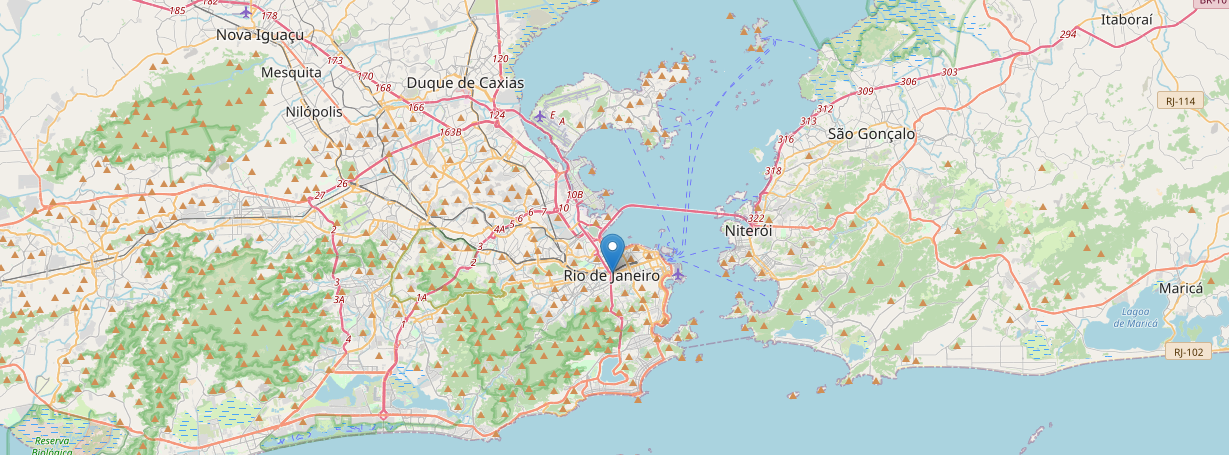 185
182
178
Nova Iguaçu
Itaboraí
BR-10
294
173
120
Mesquita
170
Duque de Caxias
303
168
306
309
Nilópolis
166
124
E
A
312
RJ-114
163B
313
São Gonçalo
316
318
26
27
10B
10
7
6
6
5
4A
322
2
Niterói
3
2
Rio de Janeiro
3
3A
1A
Maricá
1
Lagoa
de Maricá
4
RJ-102
Reserva
Biológica